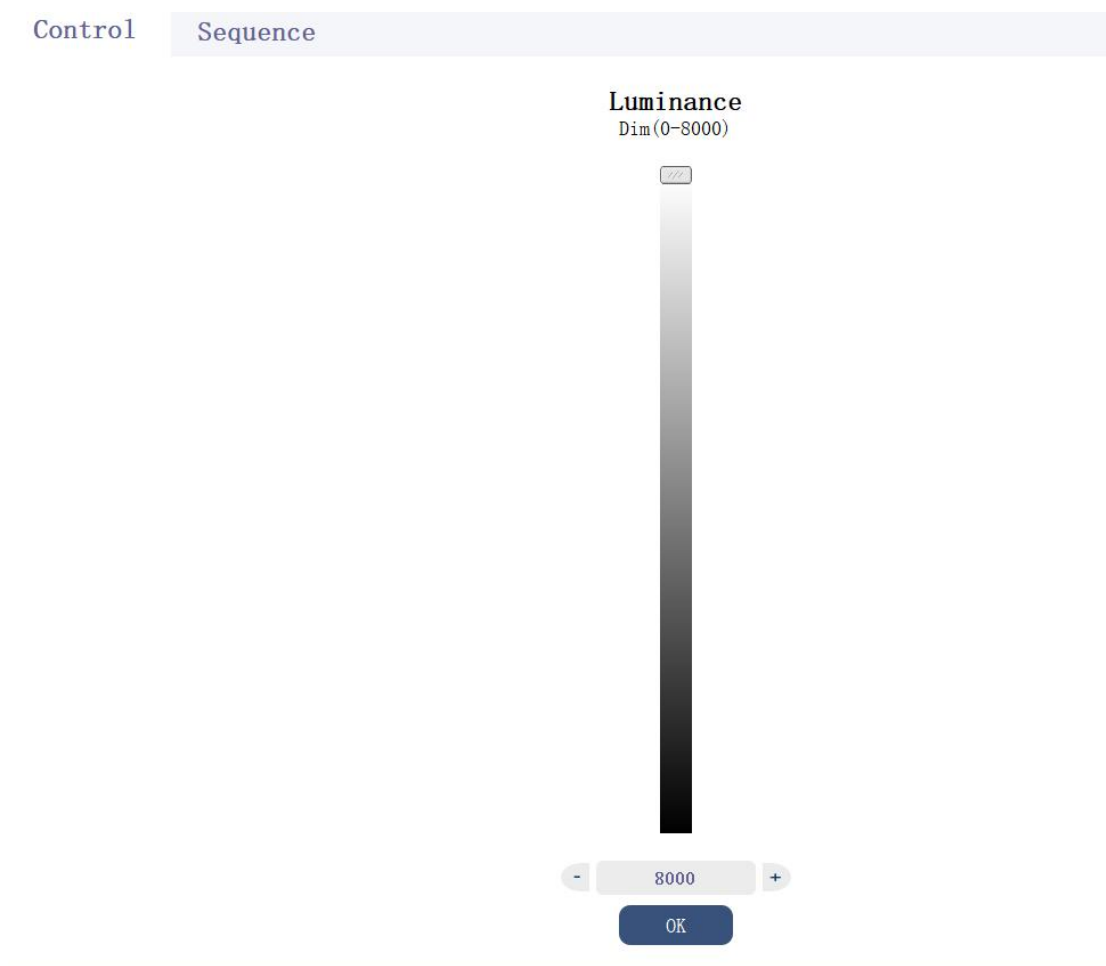 Control
Sequence
Luminance
Dim(0-8000)
-
8000
+
OK